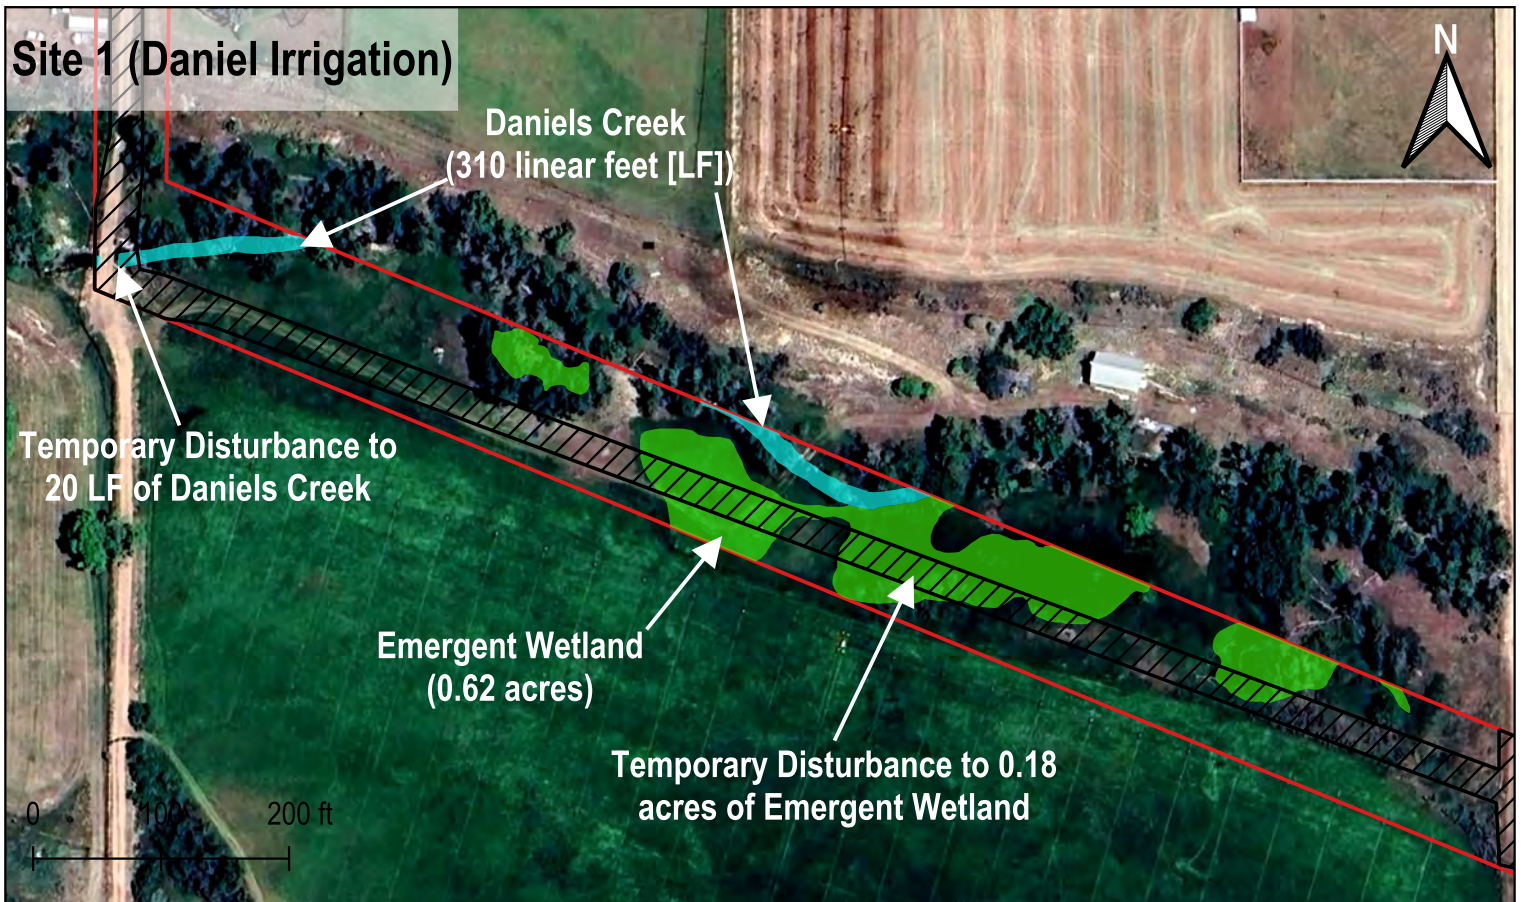 Site 1 (Daniel Irrigation)
N
Daniels Creek
(310 linear feet [LF])
Temporary Disturbance to
20 LF of Daniels Creek
Emergent Wetland
(0.62 acres)
Temporary Disturbance to 0.18
acres of Emergent Wetland
0 100 200 ft